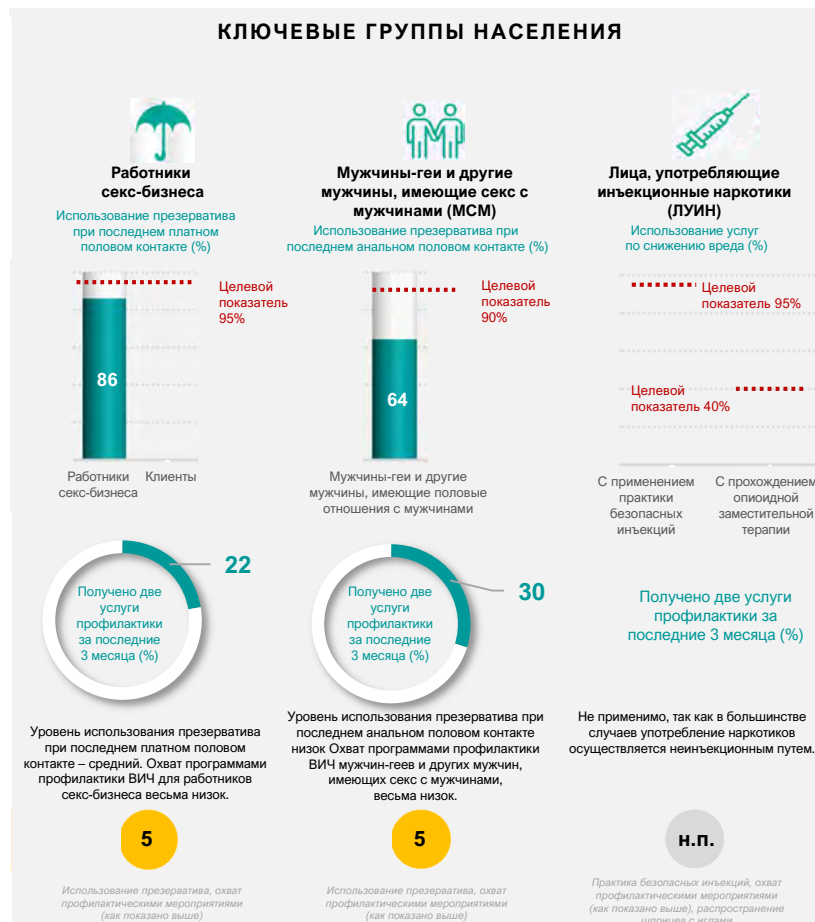 КЛЮЧЕВЫЕ ГРУППЫ НАСЕЛЕНИЯ
Работники
секс-бизнеса
Использование презерватива
при последнем платном
половом контакте (%)
Целевой
показатель
95%
86
Работники
секс-бизнеса
Клиенты
22
Получено две
услуги
профилактики
за последние
3 месяца (%)
Уровень использования презерватива
при последнем платном половом
контакте – средний. Охват программами
профилактики ВИЧ для работников
секс-бизнеса весьма низок.
5
Использование презерватива, охват
профилактическими мероприятиями
(как показано выше)
Мужчины-геи и другие
мужчины, имеющие секс с
мужчинами (МСМ)
Использование презерватива при
последнем анальном половом контакте (%)
Целевой
показатель
90%
64
Мужчины-геи и другие
мужчины, имеющие половые
отношения с мужчинами
30
Получено две
услуги
профилактики
за последние
3 месяца (%)
Уровень использования презерватива при
последнем анальном половом контакте
низок Охват программами профилактики
ВИЧ мужчин-геев и других мужчин,
имеющих секс с мужчинами,
весьма низок.
5
Использование презерватива, охват
профилактическими мероприятиями
(как показано выше)
Лица, употребляющие
инъекционные наркотики
(ЛУИН)
Использование услуг
по снижению вреда (%)
Целевой
показатель 95%
Целевой
показатель 40%
С применением
практики
безопасных
инъекций
С прохождением
опиоидной
заместительной
терапии
Получено две услуги
профилактики за
последние 3 месяца (%)
Не применимо, так как в большинстве
случаев употребление наркотиков
осуществляется неинъекционным путем.
н.п.
Практика безопасных инъекций, охват
профилактическими мероприятиями
(как показано выше), распространение
шприцев с иглами